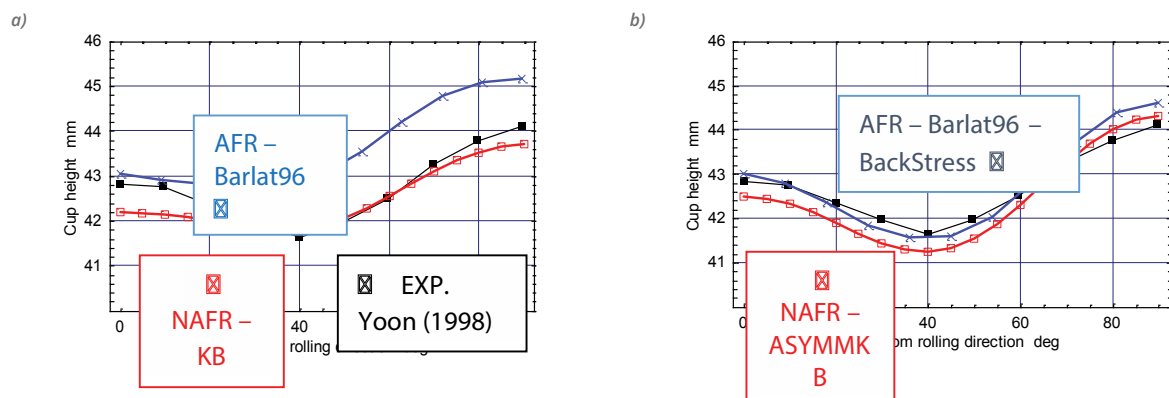 a)
46
45
44
43
42
41
Cup height mm
0
40
rolling
AFR –
Barlat96
NAFR –
KB
EXP.
Yoon (1998)
b)
46
45
44
43
42
41
Cup height mm
40
60
80
om rolling direction deg
AFR – Barlat96 –
BackStress
NAFR –
ASYMMK
B